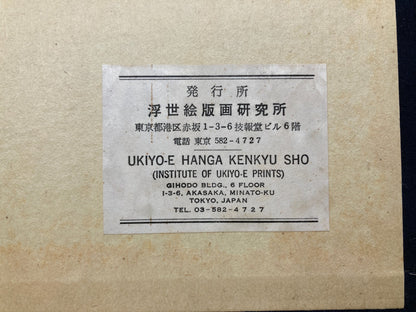 発行所
浮世絵版画研究所
東京都港区赤坂1-3-6技報堂ビル6階
電話 東京 582-4727
UKIYO-E HANGA KENKYU SHO
(INSTITUTE OF UKIYO-E PRINTS)
GIHODO BLDG., 6 FLOOR
1-3-6, AKASAKA, MINATO-KU
TOKYO, JAPAN
TEL. 03-582-4727